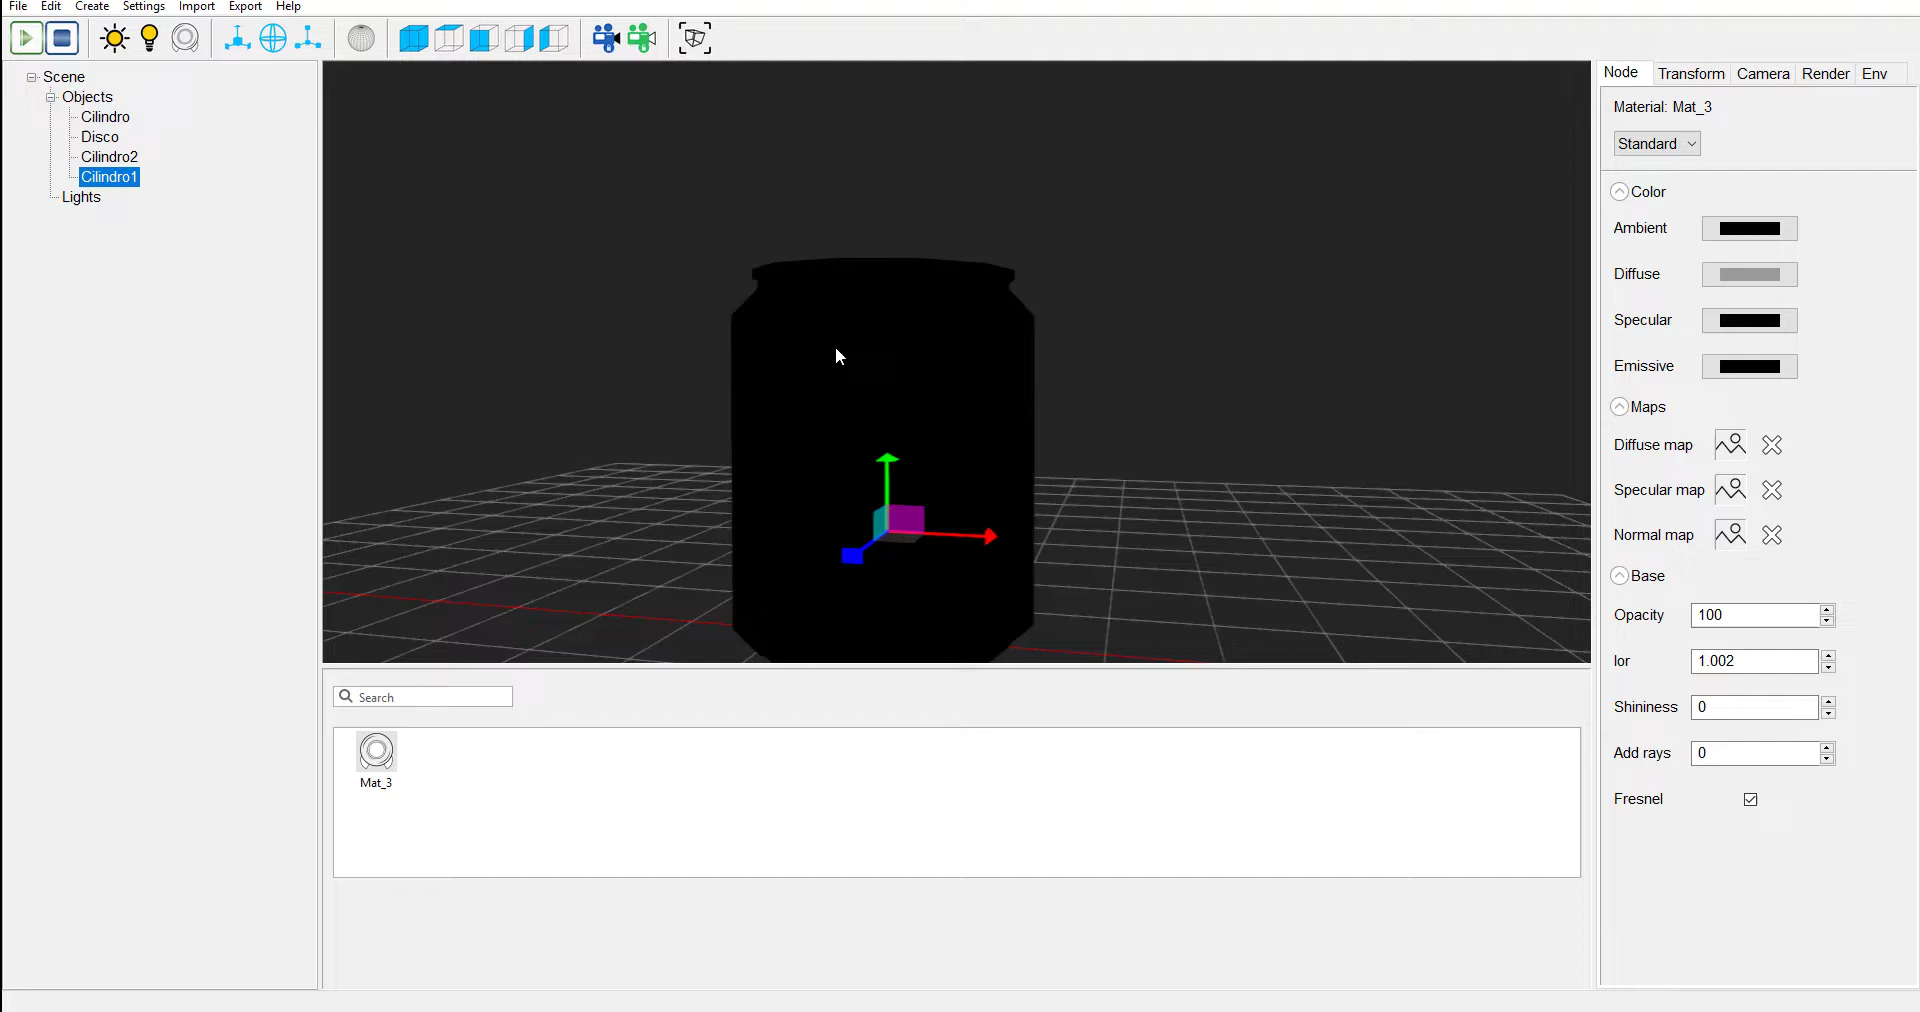 File Edit Create Settings Import Export Help
Scene
Objects
Cilindro
Disco
Cilindro2
Cilindro1
Lights
Search
Mat_3
Node Transform Camera Render Env
Material: Mat_3
Standard
Color
Ambient
Diffuse
Specular
Emissive
Maps
Diffuse map
Specular map
Normal map
Base
Opacity 100
Ior 1.002
Shininess 0
Add rays 0
Fresnel